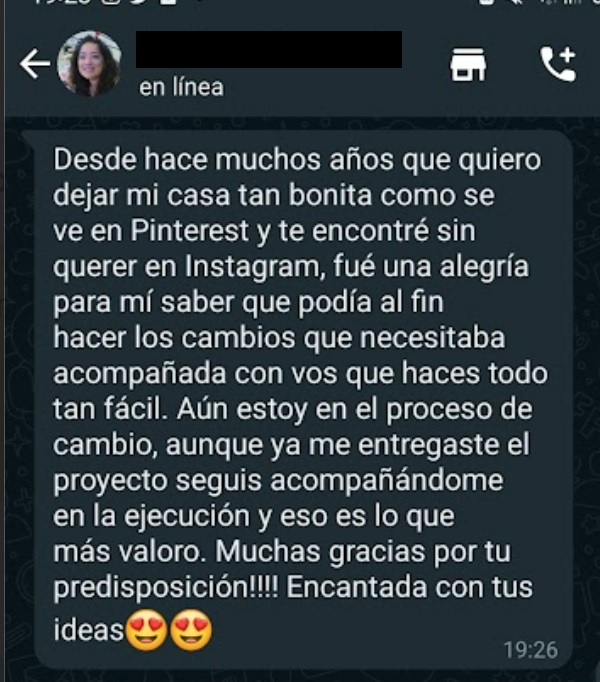 en línea
Desde hace muchos años que quiero
dejar mi casa tan bonita como se
ve en Pinterest y te encontré sin
querer en Instagram, fué una alegría
para mí saber que podía al fin
hacer los cambios que necesitaba
acompañada con vos que haces todo
tan fácil. Aún estoy en el proceso de
cambio, aunque ya me entregaste el
proyecto seguis acompañándome
en la ejecución y eso es lo que
más valoro. Muchas gracias por tu
predisposición!!!! Encantada con tus
ideas😍😍
19:26